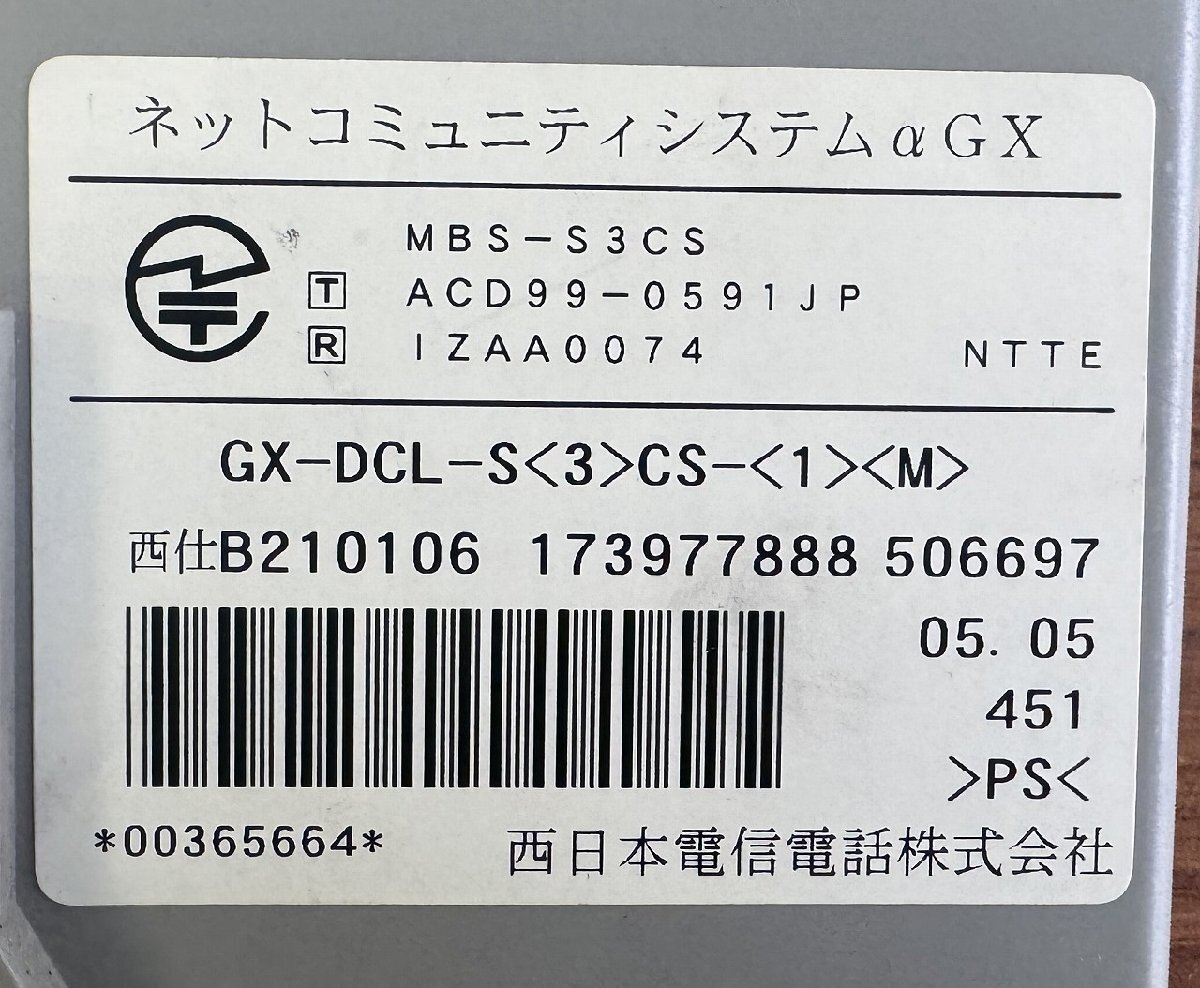 ネットコミュニティシステムαGX
MBS-S3CS
T ACD99-0591JP
R IZAA0074 NTTE
GX-DCL-S<3>CS-<1><M>
西仕B210106 173977888 506697
05. 05
451
>PS<
*00365664* 西日本電信電話株式会社